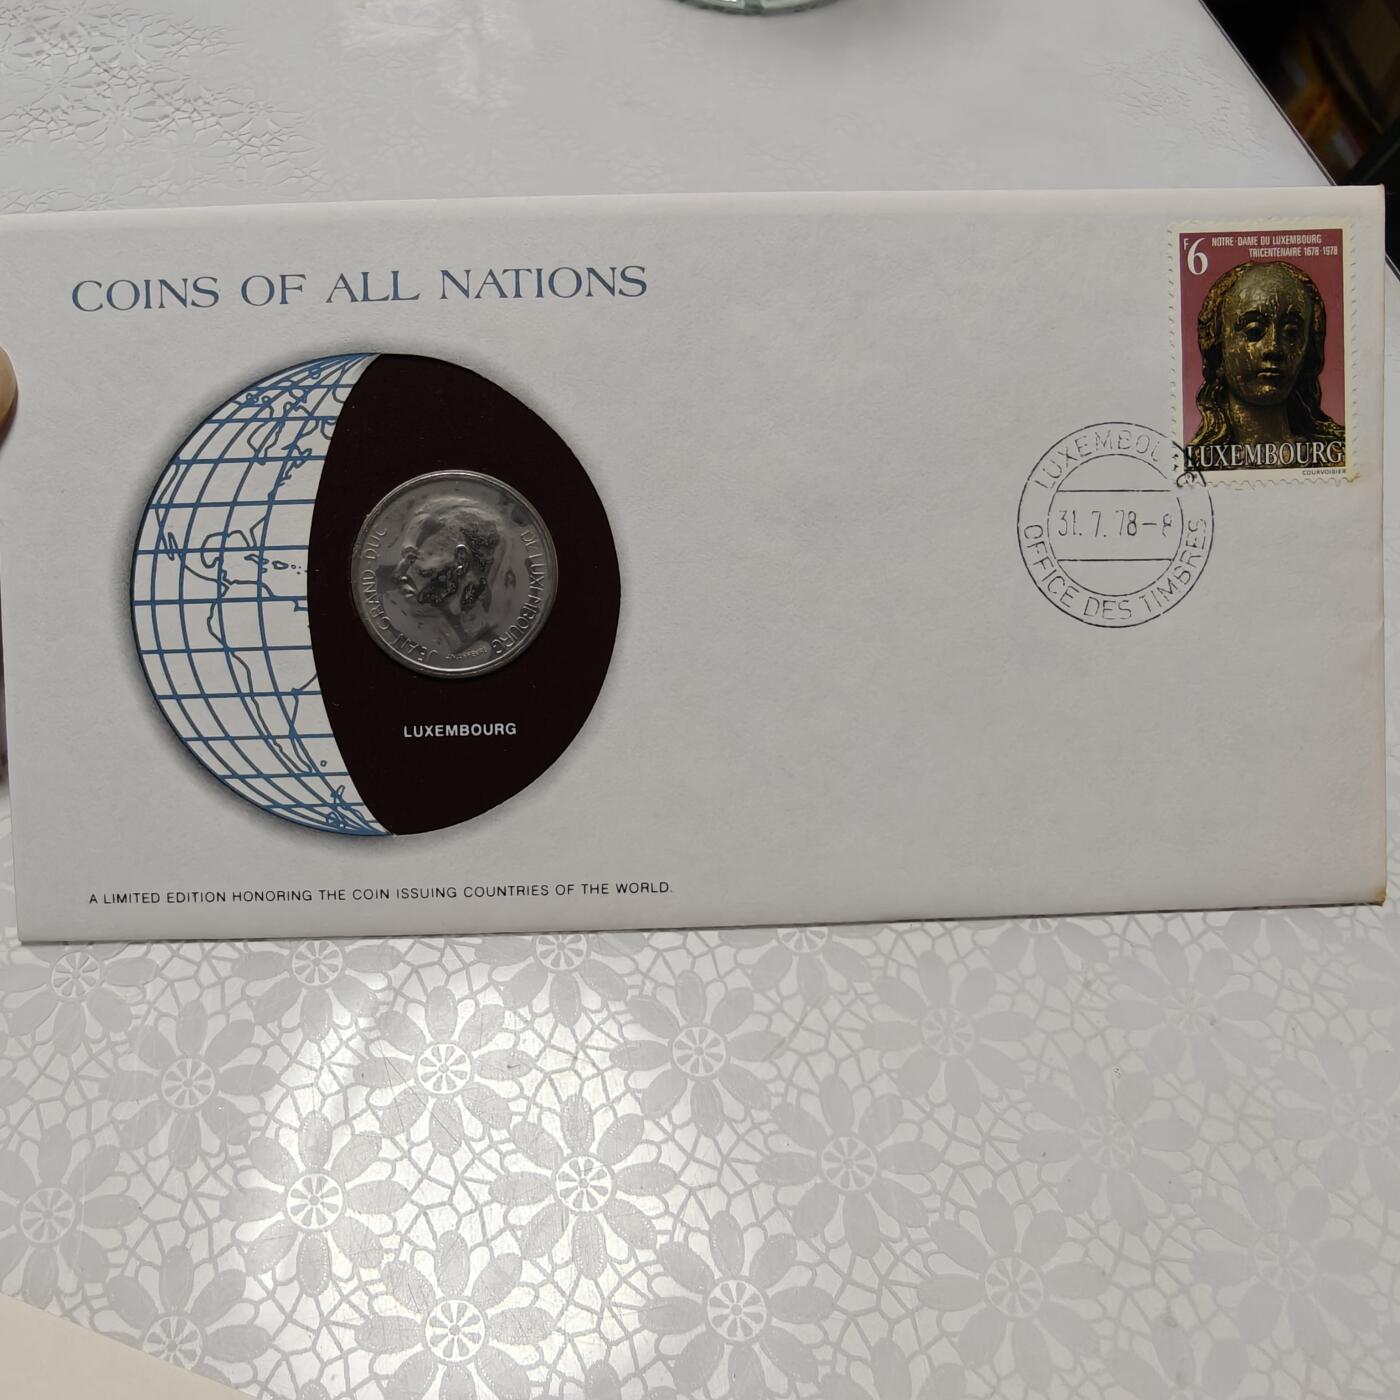 COINS OF ALL NATIONS
F6 NOTRE-DAME DU LUXEMBOURG
TRICENTENAIRE 1678-1978
LUXEMBOURG
COURVOISIER
LUXEMBOURG
31.7.78-8
OFFICE DES TIMBRES
JEAN GRAND-DUC DE LUXEMBOURG
LUXEMBOURG
A LIMITED EDITION HONORING THE COIN ISSUING COUNTRIES OF THE WORLD.